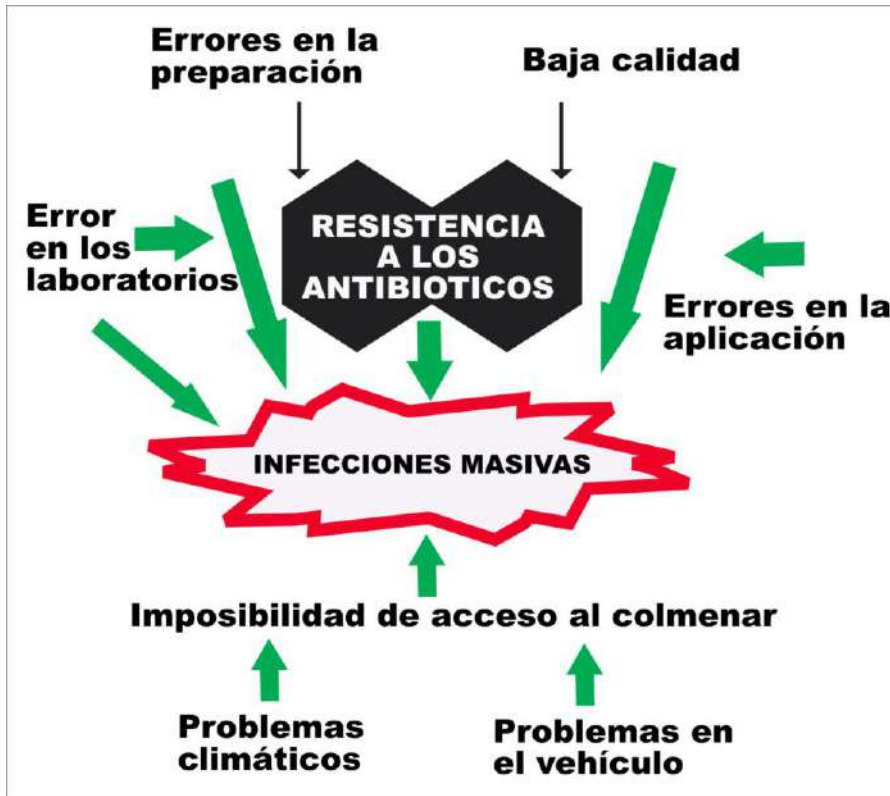 Errores en la
preparación
Baja calidad
RESISTENCIA
A LOS
ANTIBIOTICOS
Error
en los
laboratorios
Errores en la
aplicación
INFECCIONES MASIVAS
Imposibilidad de acceso al colmenar
Problemas
climáticos
Problemas en
el vehículo